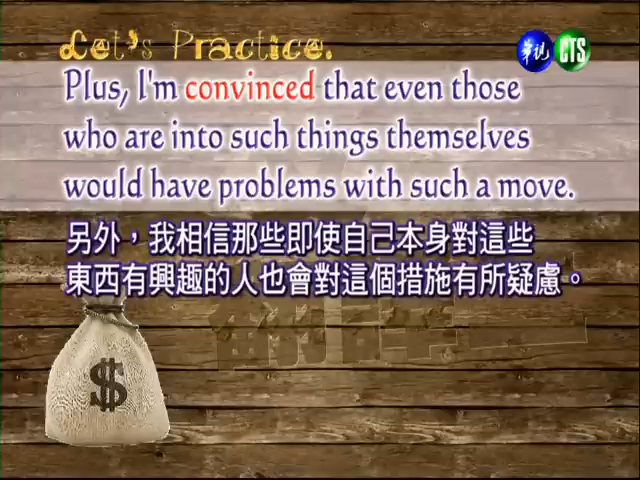 Let's Practice.
華視 CTS
Plus, I'm convinced that even those
who are into such things themselves
would have problems with such a move.
另外，我相信那些即使自己本身對這些
東西有興趣的人也會對這個措施有所疑慮。
$